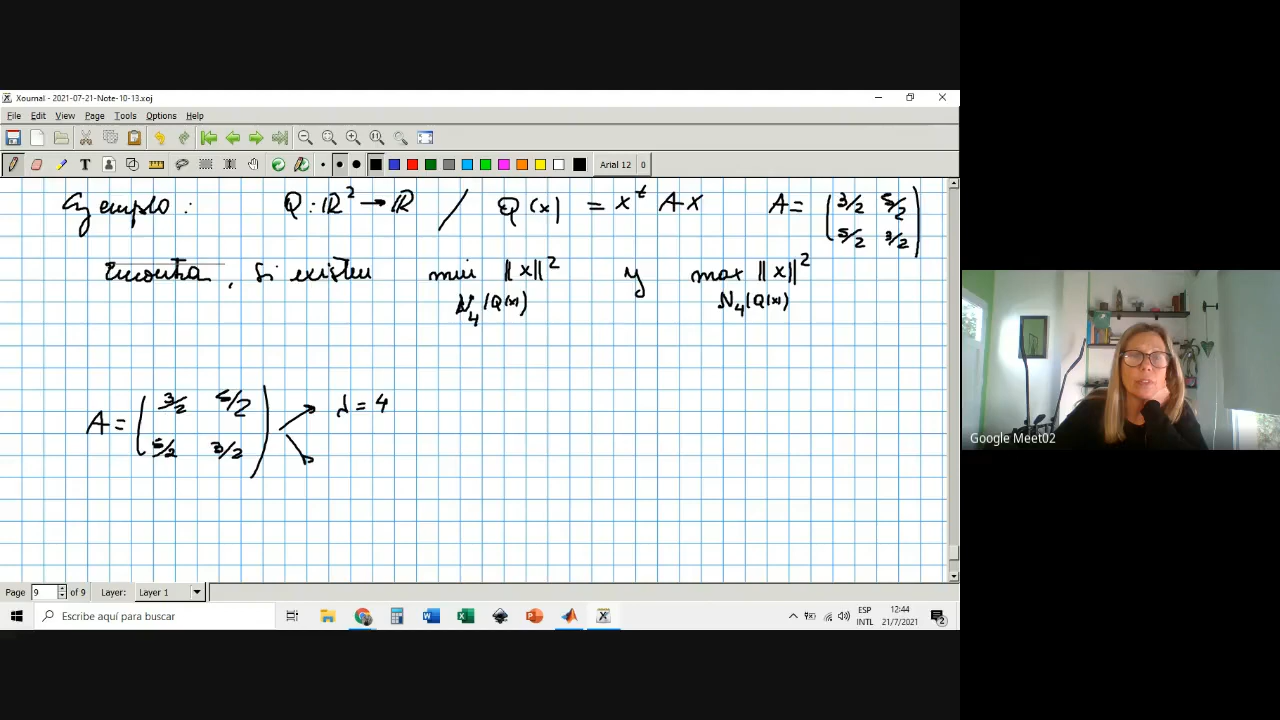 Xournal - 2021-07-21-Note-10-13.xoj
File Edit View Page Tools Options Help
Arial 12 0
Ejemplo : Q : ℝ² → ℝ / Q(x) = xᵗ A x A = ( 3/2 5/2
5/2 3/2 )
Encontrar, si existen min ‖x‖² y max ‖x‖²
N₄(Q(x)) N₄(Q(x))
A = ( 3/2 5/2 → λ = 4
5/2 3/2 )
Google Meet02
Page 9 of 9 Layer: Layer 1
Escribe aquí para buscar
ESP
INTL
12:44
21/7/2021
2